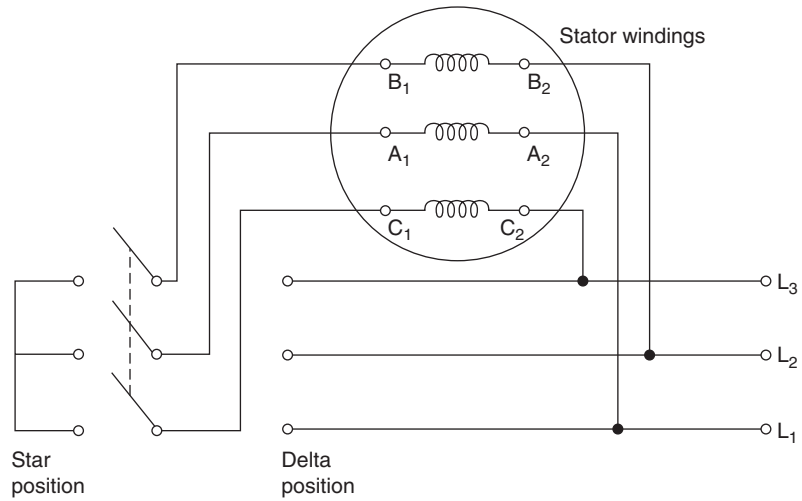 Stator windings
B₁
B₂
A₁
A₂
C₁
C₂
L₃
L₂
L₁
Star
position
Delta
position